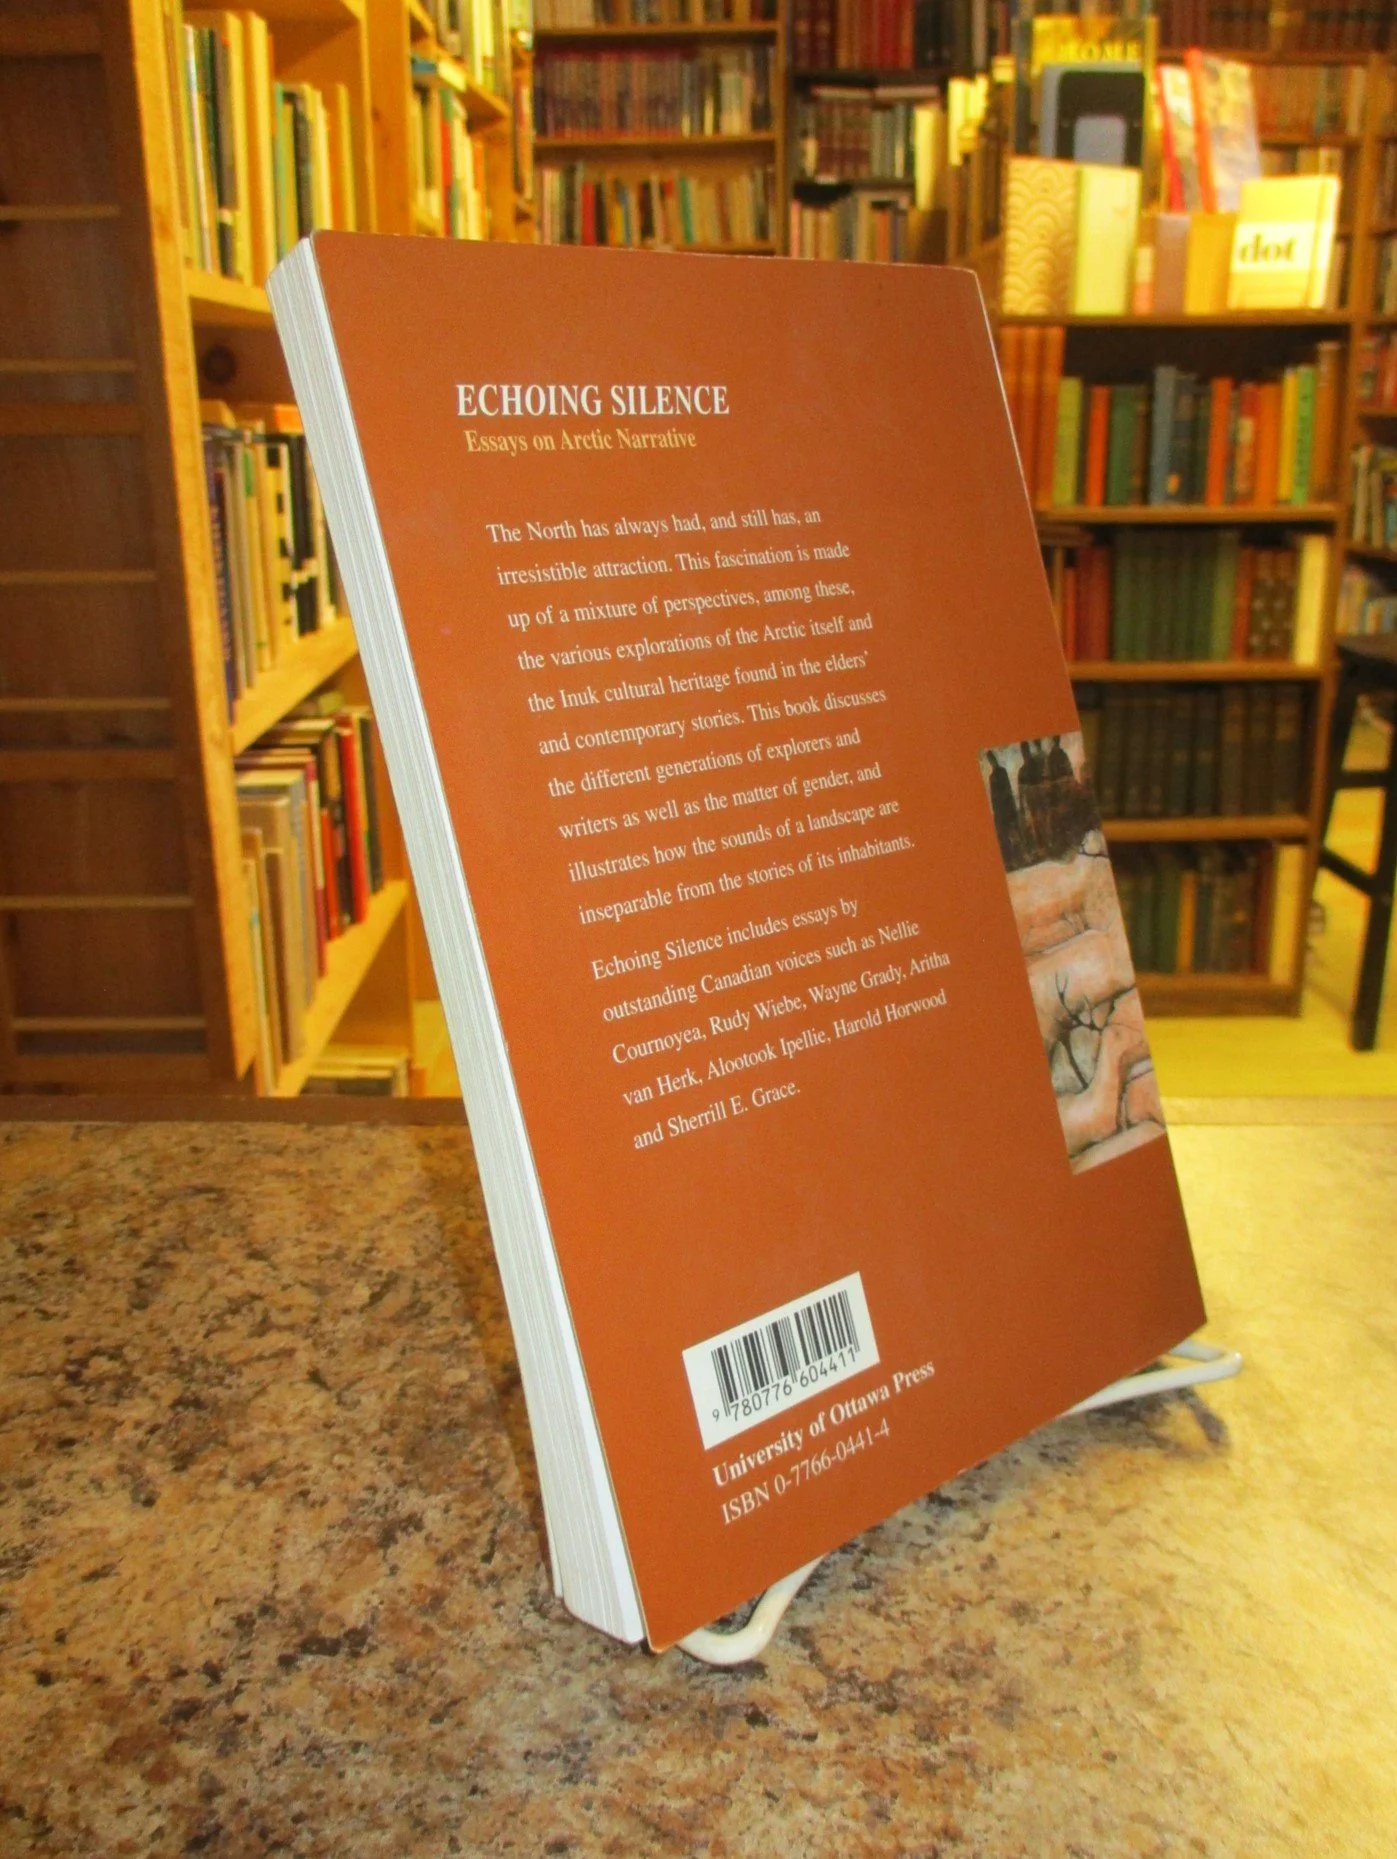 HOME
dot
ECHOING SILENCE
Essays on Arctic Narrative
The North has always had, and still has, an
irresistible attraction. This fascination is made
up of a mixture of perspectives, among these,
the various explorations of the Arctic itself and
the Inuk cultural heritage found in the elders'
and contemporary stories. This book discusses
the different generations of explorers and
writers as well as the matter of gender, and
illustrates how the sounds of a landscape are
inseparable from the stories of its inhabitants.
Echoing Silence includes essays by
outstanding Canadian voices such as Nellie
Cournoyea, Rudy Wiebe, Wayne Grady, Aritha
van Herk, Alootook Ipellie, Harold Horwood
and Sherrill E. Grace.
9 780776 604411
University of Ottawa Press
ISBN 0-7766-0441-4